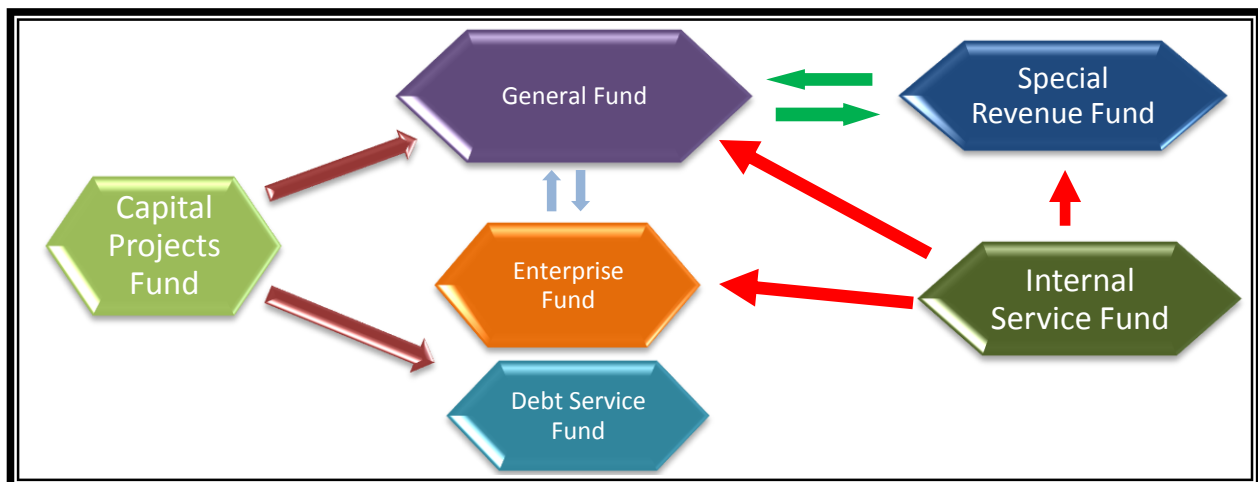 General Fund
Special
Revenue Fund
Capital
Projects
Fund
Enterprise
Fund
Internal
Service Fund
Debt Service
Fund